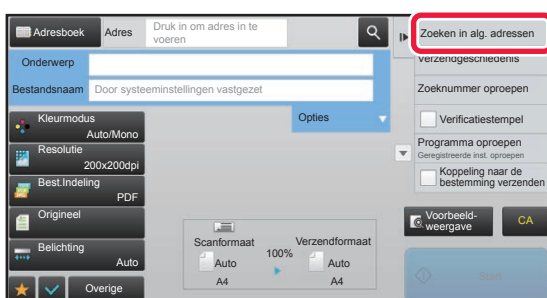 Adresboek
Adres
Druk in om adres in te
voeren
Onderwerp
Bestandsnaam
Door systeeminstellingen vastgezet
Kleurmodus
Auto/Mono
Resolutie
200x200dpi
Best.Indeling
PDF
Origineel
Belichting
Auto
Overige
Opties
Scanformaat
Auto
A4
100%
Verzendformaat
Auto
A4
Zoeken in alg. adressen
Verzendgeschiedenis
Zoeknummer oproepen
Verificatiestempel
Programma oproepen
Geregistreerde inst. oproepen
Koppeling naar de
bestemming verzenden
Voorbeeld-
weergave
CA
Start